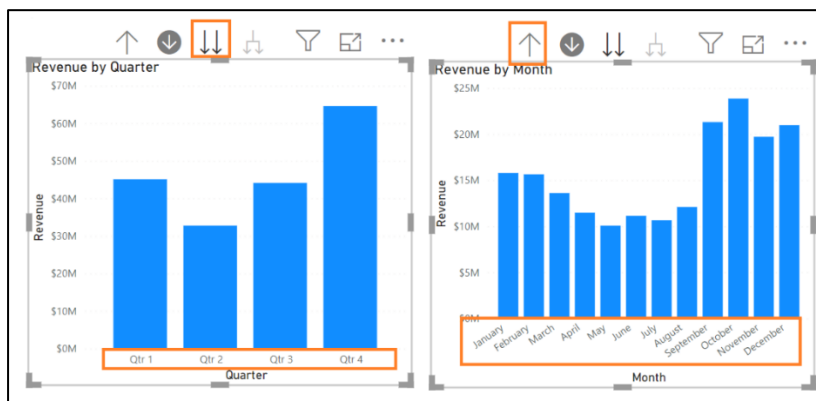 Revenue by Quarter
$70M
$60M
$50M
$40M
$30M
$20M
$10M
$0M
Revenue
Qtr 1 Qtr 2 Qtr 3 Qtr 4
Quarter
Revenue by Month
$25M
$20M
$15M
$10M
$5M
$0M
Revenue
January February March April May June July August September October November December
Month